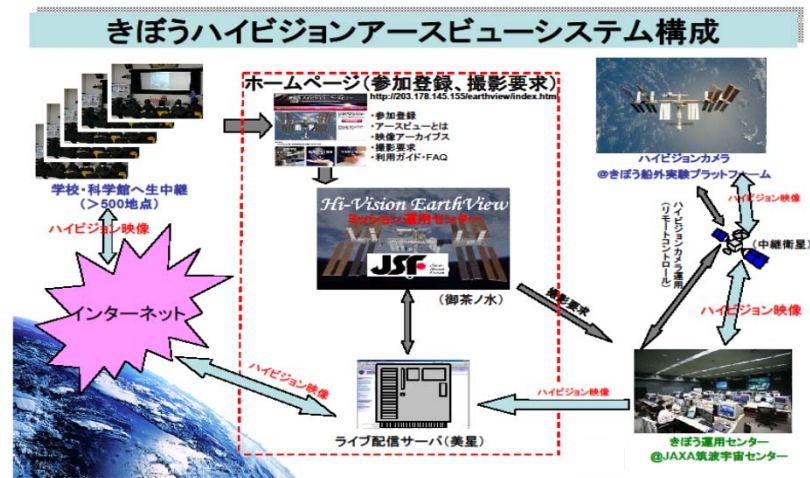 きぼうハイビジョンアースビューシステム構成
ホームページ(参加登録、撮影要求)
http://203.178.145.155/earthview/index.htm
・参加登録
・アースビューとは
・映像アーカイブス
・撮影要求
・利用ガイド・FAQ
学校・科学館へ生中継
(>500地点)
ハイビジョン映像
インターネット
Hi-Vision EarthView
ミッション運用センター
JSF
(御茶ノ水)
ハイビジョン映像
ライブ配信サーバ(美星)
撮影要求
ハイビジョン映像
ハイビジョンカメラ
@きぼう船外実験プラットフォーム
ハイビジョン映像
ハイビジョンカメラ運用
(リモートコントロール)
(中継衛星)
ハイビジョン映像
きぼう運用センター
@JAXA筑波宇宙センター